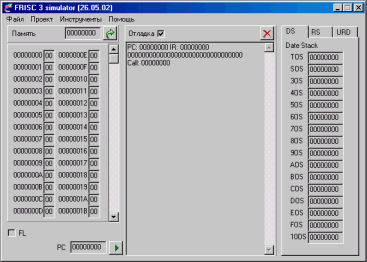 FRISC 3 simulator (26.05.02)
Файл Проект Инструменты Помощь
Память 00000000
00000000 00 0000000E 00
00000001 00 0000000F 00
00000002 00 00000010 00
00000003 00 00000011 00
00000004 00 00000012 00
00000005 00 00000013 00
00000006 00 00000014 00
00000007 00 00000015 00
00000008 00 00000016 00
00000009 00 00000017 00
0000000A 00 00000018 00
0000000B 00 00000019 00
0000000C 00 0000001A 00
0000000D 00 0000001B 00
FL
PC 00000000
Отладка
PC: 00000000 IR: 00000000
00000000000000000000000000000000
Call: 00000000
DS RS URD
Date Stack
TOS 00000000
SOS 00000000
3OS 00000000
4OS 00000000
5OS 00000000
6OS 00000000
7OS 00000000
8OS 00000000
9OS 00000000
AOS 00000000
BOS 00000000
COS 00000000
DOS 00000000
EOS 00000000
FOS 00000000
10OS 00000000